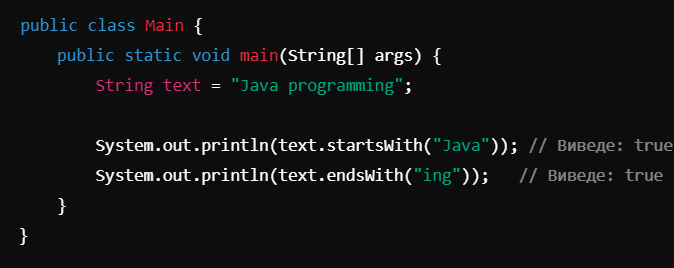 public class Main {
    public static void main(String[] args) {
        String text = "Java programming";

        System.out.println(text.startsWith("Java")); // Виведе: true
        System.out.println(text.endsWith("ing"));   // Виведе: true
    }
}